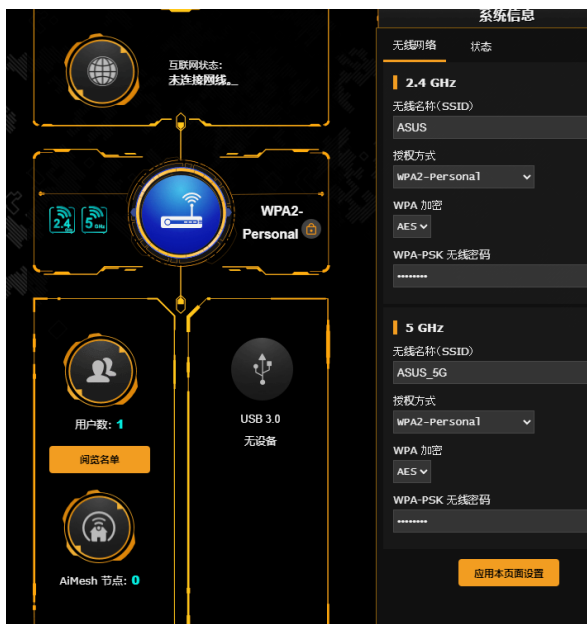 系统信息
互联网状态:
未连接网线。
2.4
GHz
5 GHz
WPA2-
Personal
用户数: 1
阅览名单
AiMesh 节点: 0
USB 3.0
无设备
无线网络 状态
2.4 GHz
无线名称(SSID)
ASUS
授权方式
WPA2-Personal
WPA 加密
AES
WPA-PSK 无线密码
••••••••
5 GHz
无线名称(SSID)
ASUS_5G
授权方式
WPA2-Personal
WPA 加密
AES
WPA-PSK 无线密码
••••••••
应用本页面设置